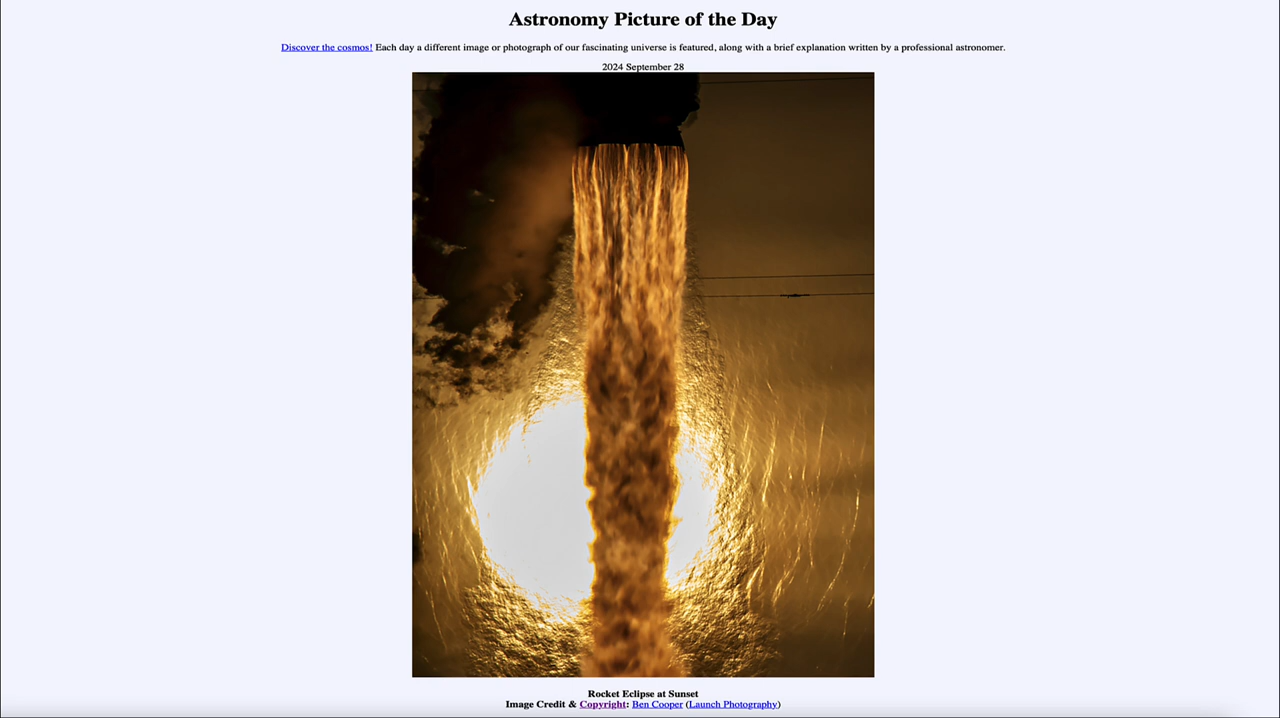 Astronomy Picture of the Day
Discover the cosmos! Each day a different image or photograph of our fascinating universe is featured, along with a brief explanation written by a professional astronomer.
2024 September 28
Rocket Eclipse at Sunset
Image Credit & Copyright: Ben Cooper (Launch Photography)